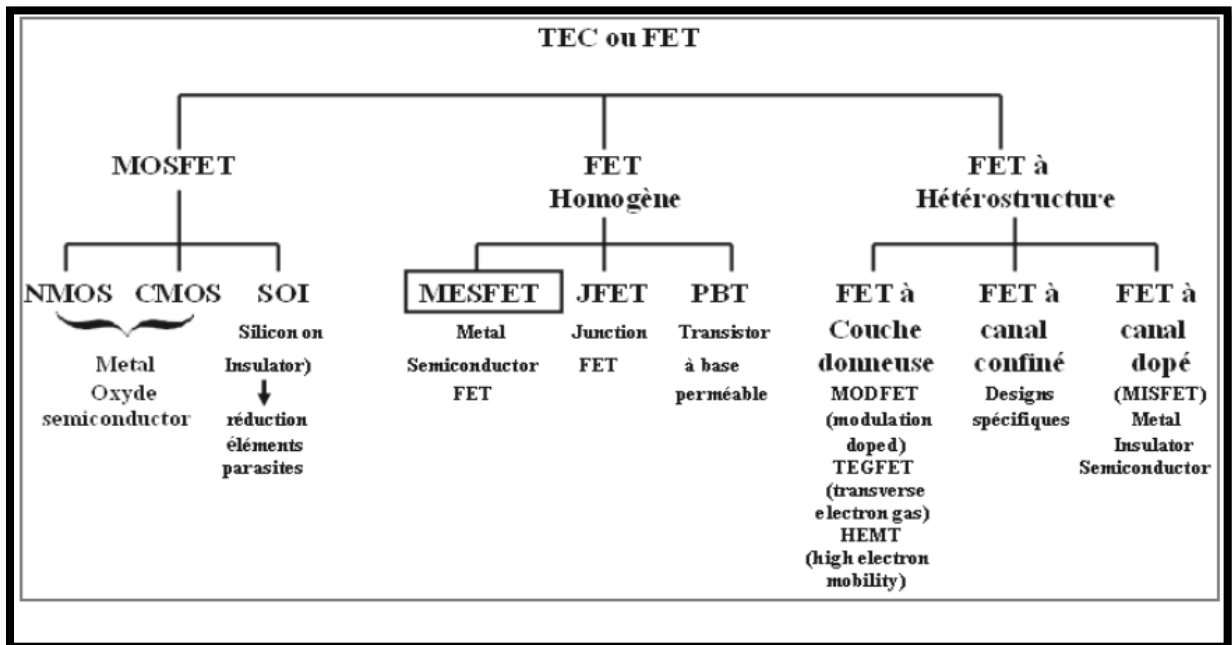 TEC ou FET
MOSFET
FET
Homogène
FET à
Hétérostructure
NMOS CMOS SOI
Metal
Oxyde
semiconductor
Silicon on
Insulator)
réduction
éléments
parasites
MESFET
Metal
Semiconductor
FET
JFET
Junction
FET
PBT
Transistor
à base
perméable
FET à
Couche
donneuse
MODFET
(modulation
doped)
TEGFET
(transverse
electron gas)
HEMT
(high electron
mobility)
FET à
canal
confiné
Designs
spécifiques
FET à
canal
dopé
(MISFET)
Metal
Insulator
Semiconductor